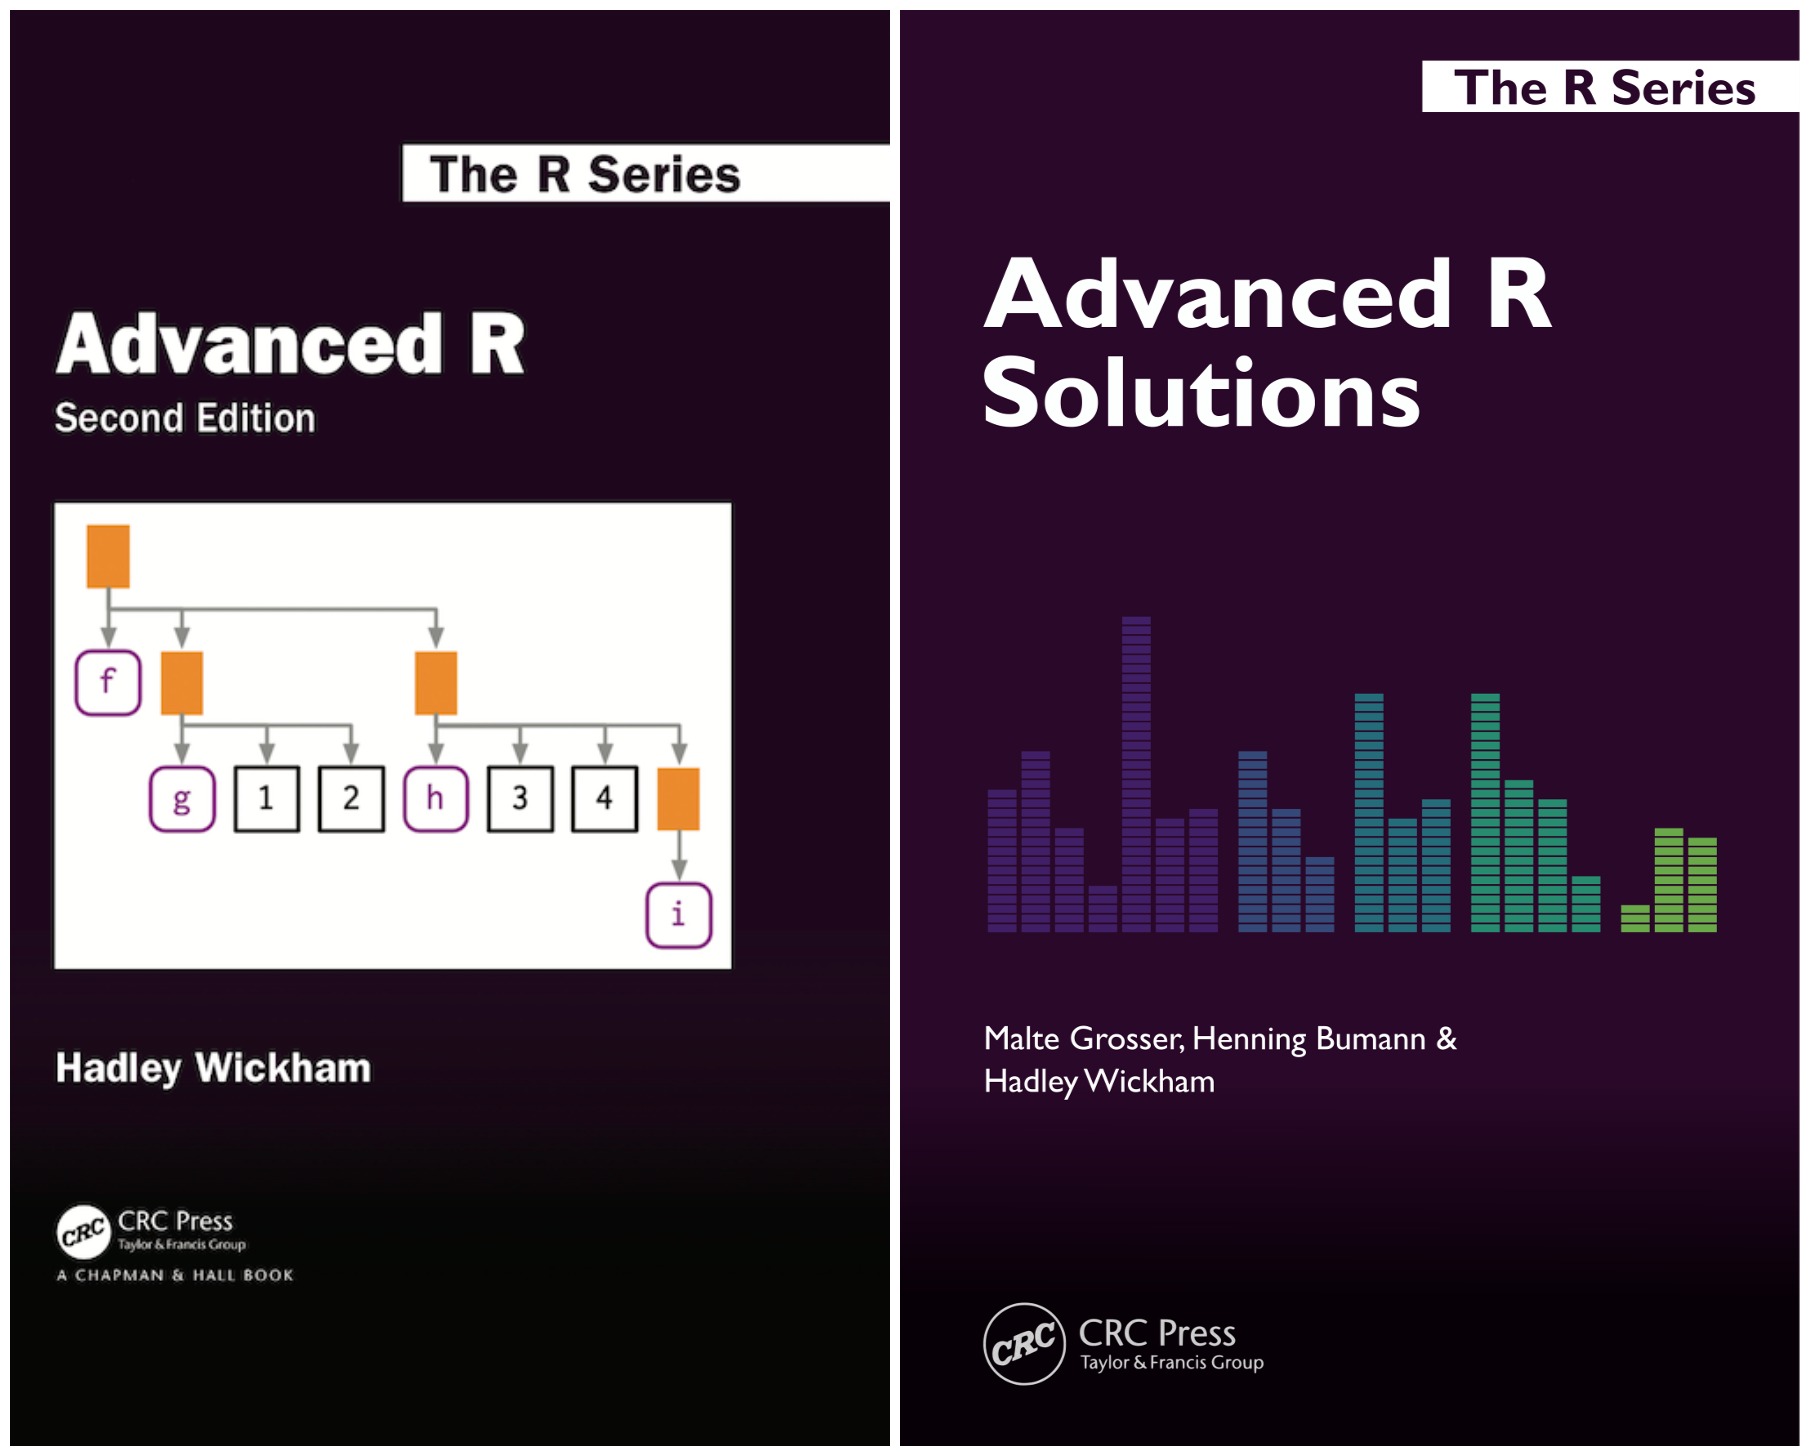 The R Series
Advanced R
Second Edition
f
g 1 2 h 3 4
i
Hadley Wickham
CRC
CRC Press
Taylor & Francis Group
A CHAPMAN & HALL BOOK
The R Series
Advanced R
Solutions
Malte Grosser, Henning Bumann &
Hadley Wickham
CRC
CRC Press
Taylor & Francis Group